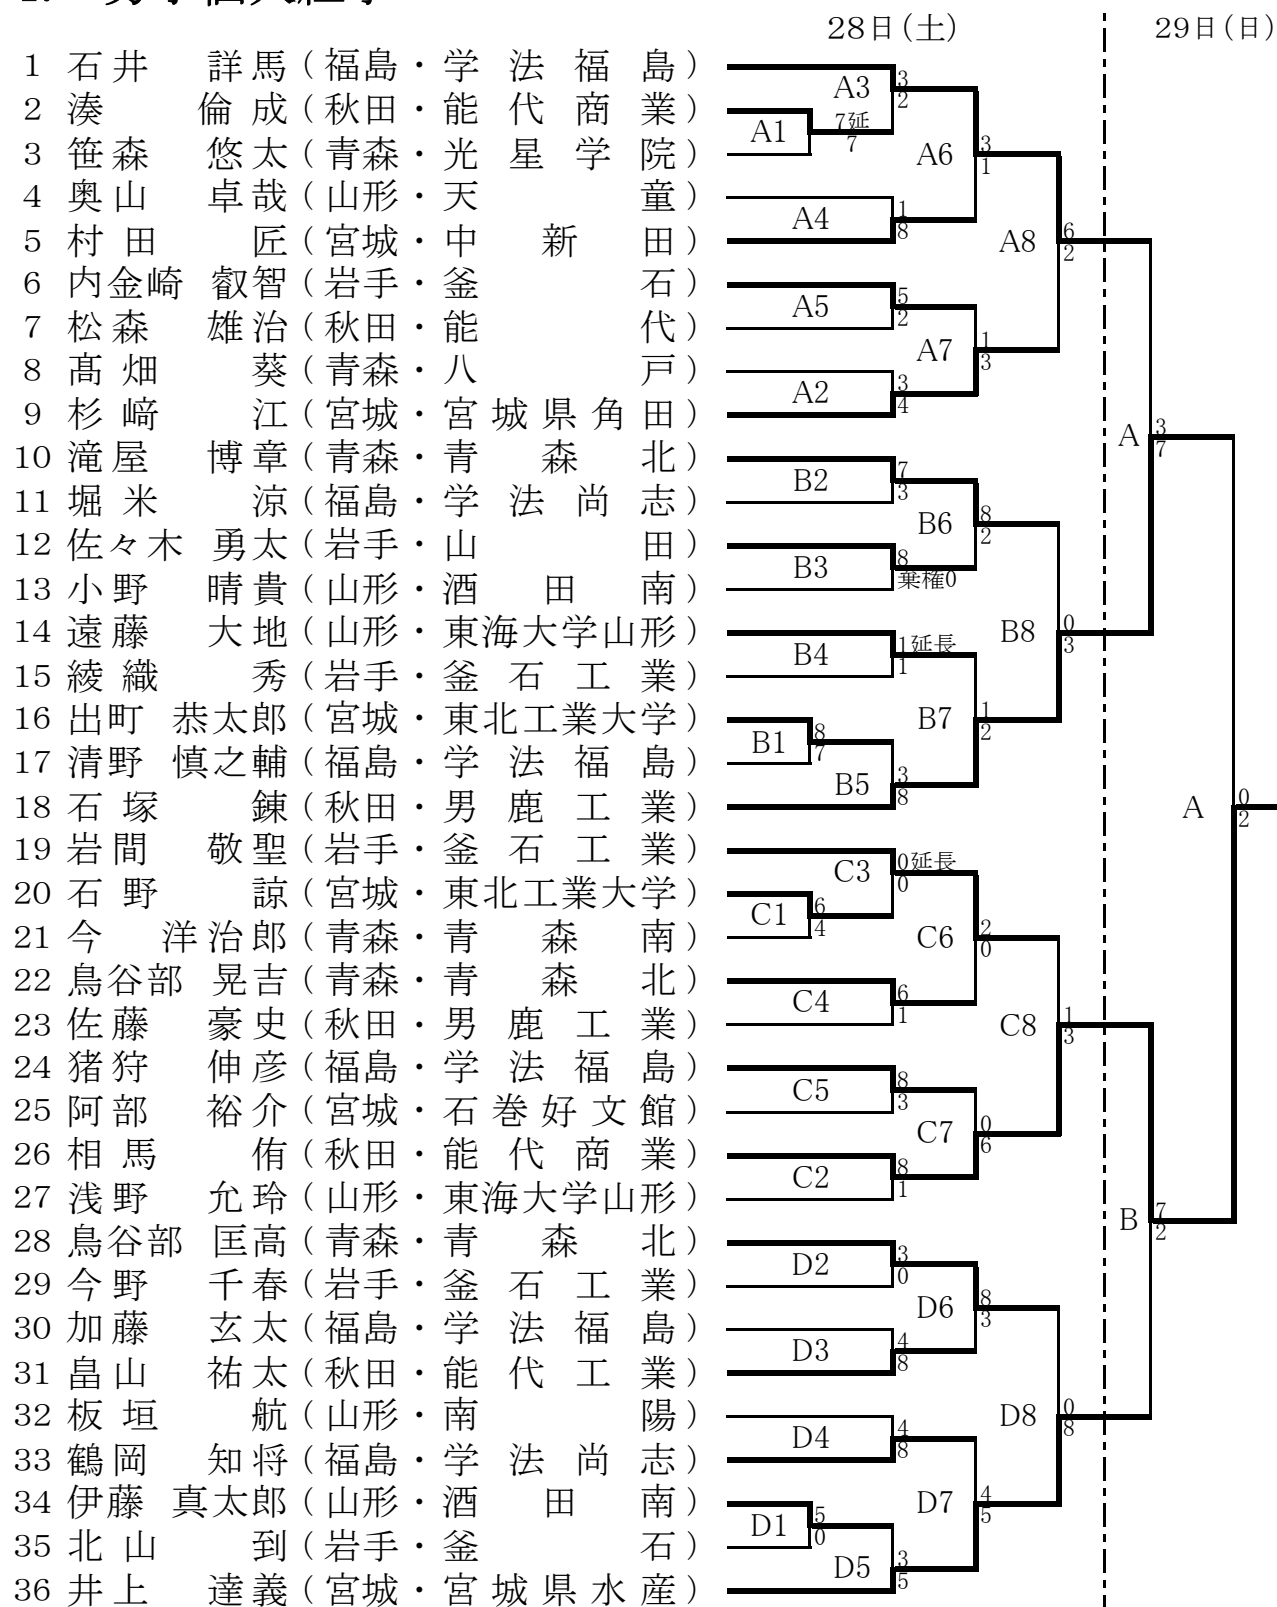 28日(土) 29日(日)
1 石井 詳馬(福島・学法福島)
2 湊 倫成(秋田・能代商業)
3 笹森 悠太(青森・光星学院)
4 奥山 卓哉(山形・天童)
5 村田 匠(宮城・中新田)
6 内金崎 叡智(岩手・釜石)
7 松森 雄治(秋田・能代)
8 髙畑 葵(青森・八戸)
9 杉﨑 江(宮城・宮城県角田)
10 滝屋 博章(青森・青森北)
11 堀米 涼(福島・学法尚志)
12 佐々木 勇太(岩手・山田)
13 小野 晴貴(山形・酒田南)
14 遠藤 大地(山形・東海大学山形)
15 綾織 秀(岩手・釜石工業)
16 出町 恭太郎(宮城・東北工業大学)
17 清野 慎之輔(福島・学法福島)
18 石塚 錬(秋田・男鹿工業)
19 岩間 敬聖(岩手・釜石工業)
20 石野 諒(宮城・東北工業大学)
21 今 洋治郎(青森・青森南)
22 鳥谷部 晃吉(青森・青森北)
23 佐藤 豪史(秋田・男鹿工業)
24 猪狩 伸彦(福島・学法福島)
25 阿部 裕介(宮城・石巻好文館)
26 相馬 侑(秋田・能代商業)
27 浅野 允玲(山形・東海大学山形)
28 鳥谷部 匡高(青森・青森北)
29 今野 千春(岩手・釜石工業)
30 加藤 玄太(福島・学法福島)
31 畠山 祐太(秋田・能代工業)
32 板垣 航(山形・南陽)
33 鶴岡 知将(福島・学法尚志)
34 伊藤 真太郎(山形・酒田南)
35 北山 到(岩手・釜石)
36 井上 達義(宮城・宮城県水産)
A3 3 2
A1 7延 7
A4 1 8
A5 5 2
A2 3 4
B2 7 3
B3 8 棄権0
B4 1延長 1
B1 8 7
B5 3 8
C3 0延長 0
C1 6 4
C4 6 1
C5 8 3
C2 8 1
D2 3 0
D3 4 8
D4 4 8
D1 5 0
D5 3 5
A6 3 1
A7 1 3
B6 8 2
B7 1 2
C6 2 0
C7 0 6
D6 8 3
D7 4 5
A8 6 2
B8 0 3
C8 1 3
D8 0 8
A 3 7
B 7 2
A 0 2